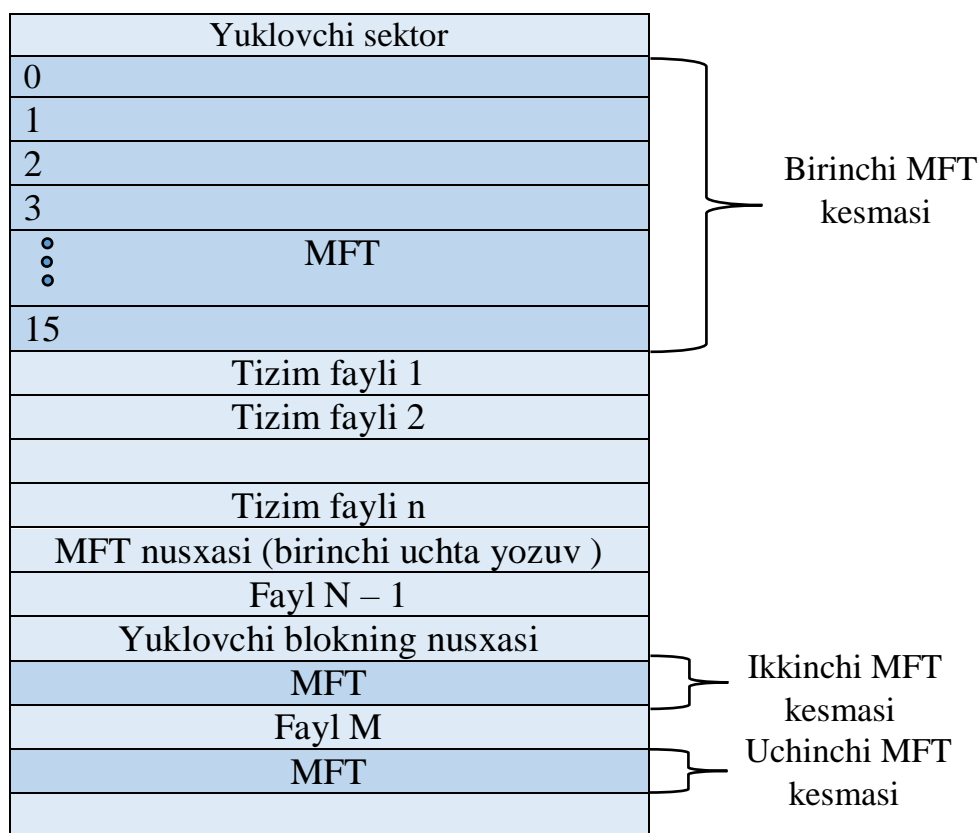 Yuklovchi sektor
0
1
2
3
MFT
15
Birinchi MFT
kesmasi
Tizim fayli 1
Tizim fayli 2
Tizim fayli n
MFT nusxasi (birinchi uchta yozuv )
Fayl N – 1
Yuklovchi blokning nusxasi
MFT
Ikkinchi MFT
kesmasi
Fayl M
MFT
Uchinchi MFT
kesmasi